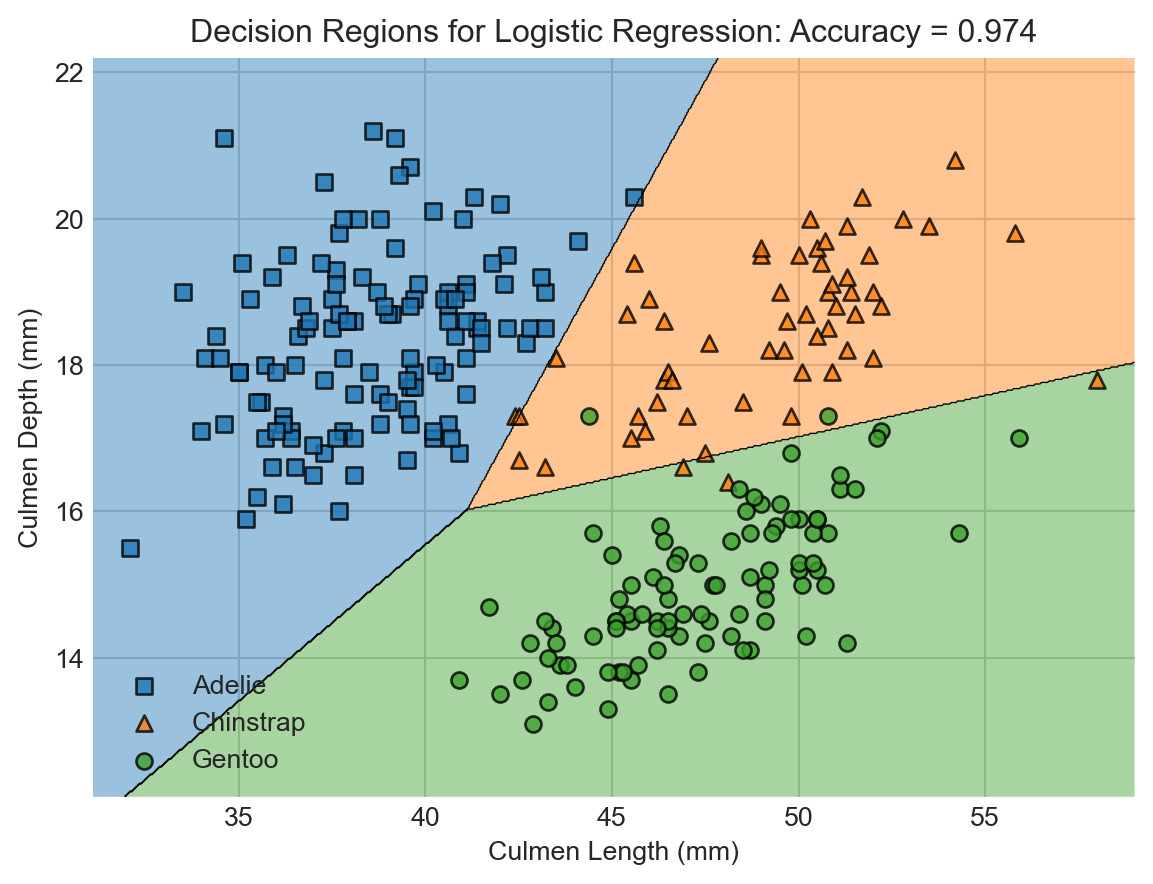 Decision Regions for Logistic Regression: Accuracy = 0.974
22
20
18
16
14
Culmen Depth (mm)
Adelie
Chinstrap
Gentoo
35 40 45 50 55
Culmen Length (mm)